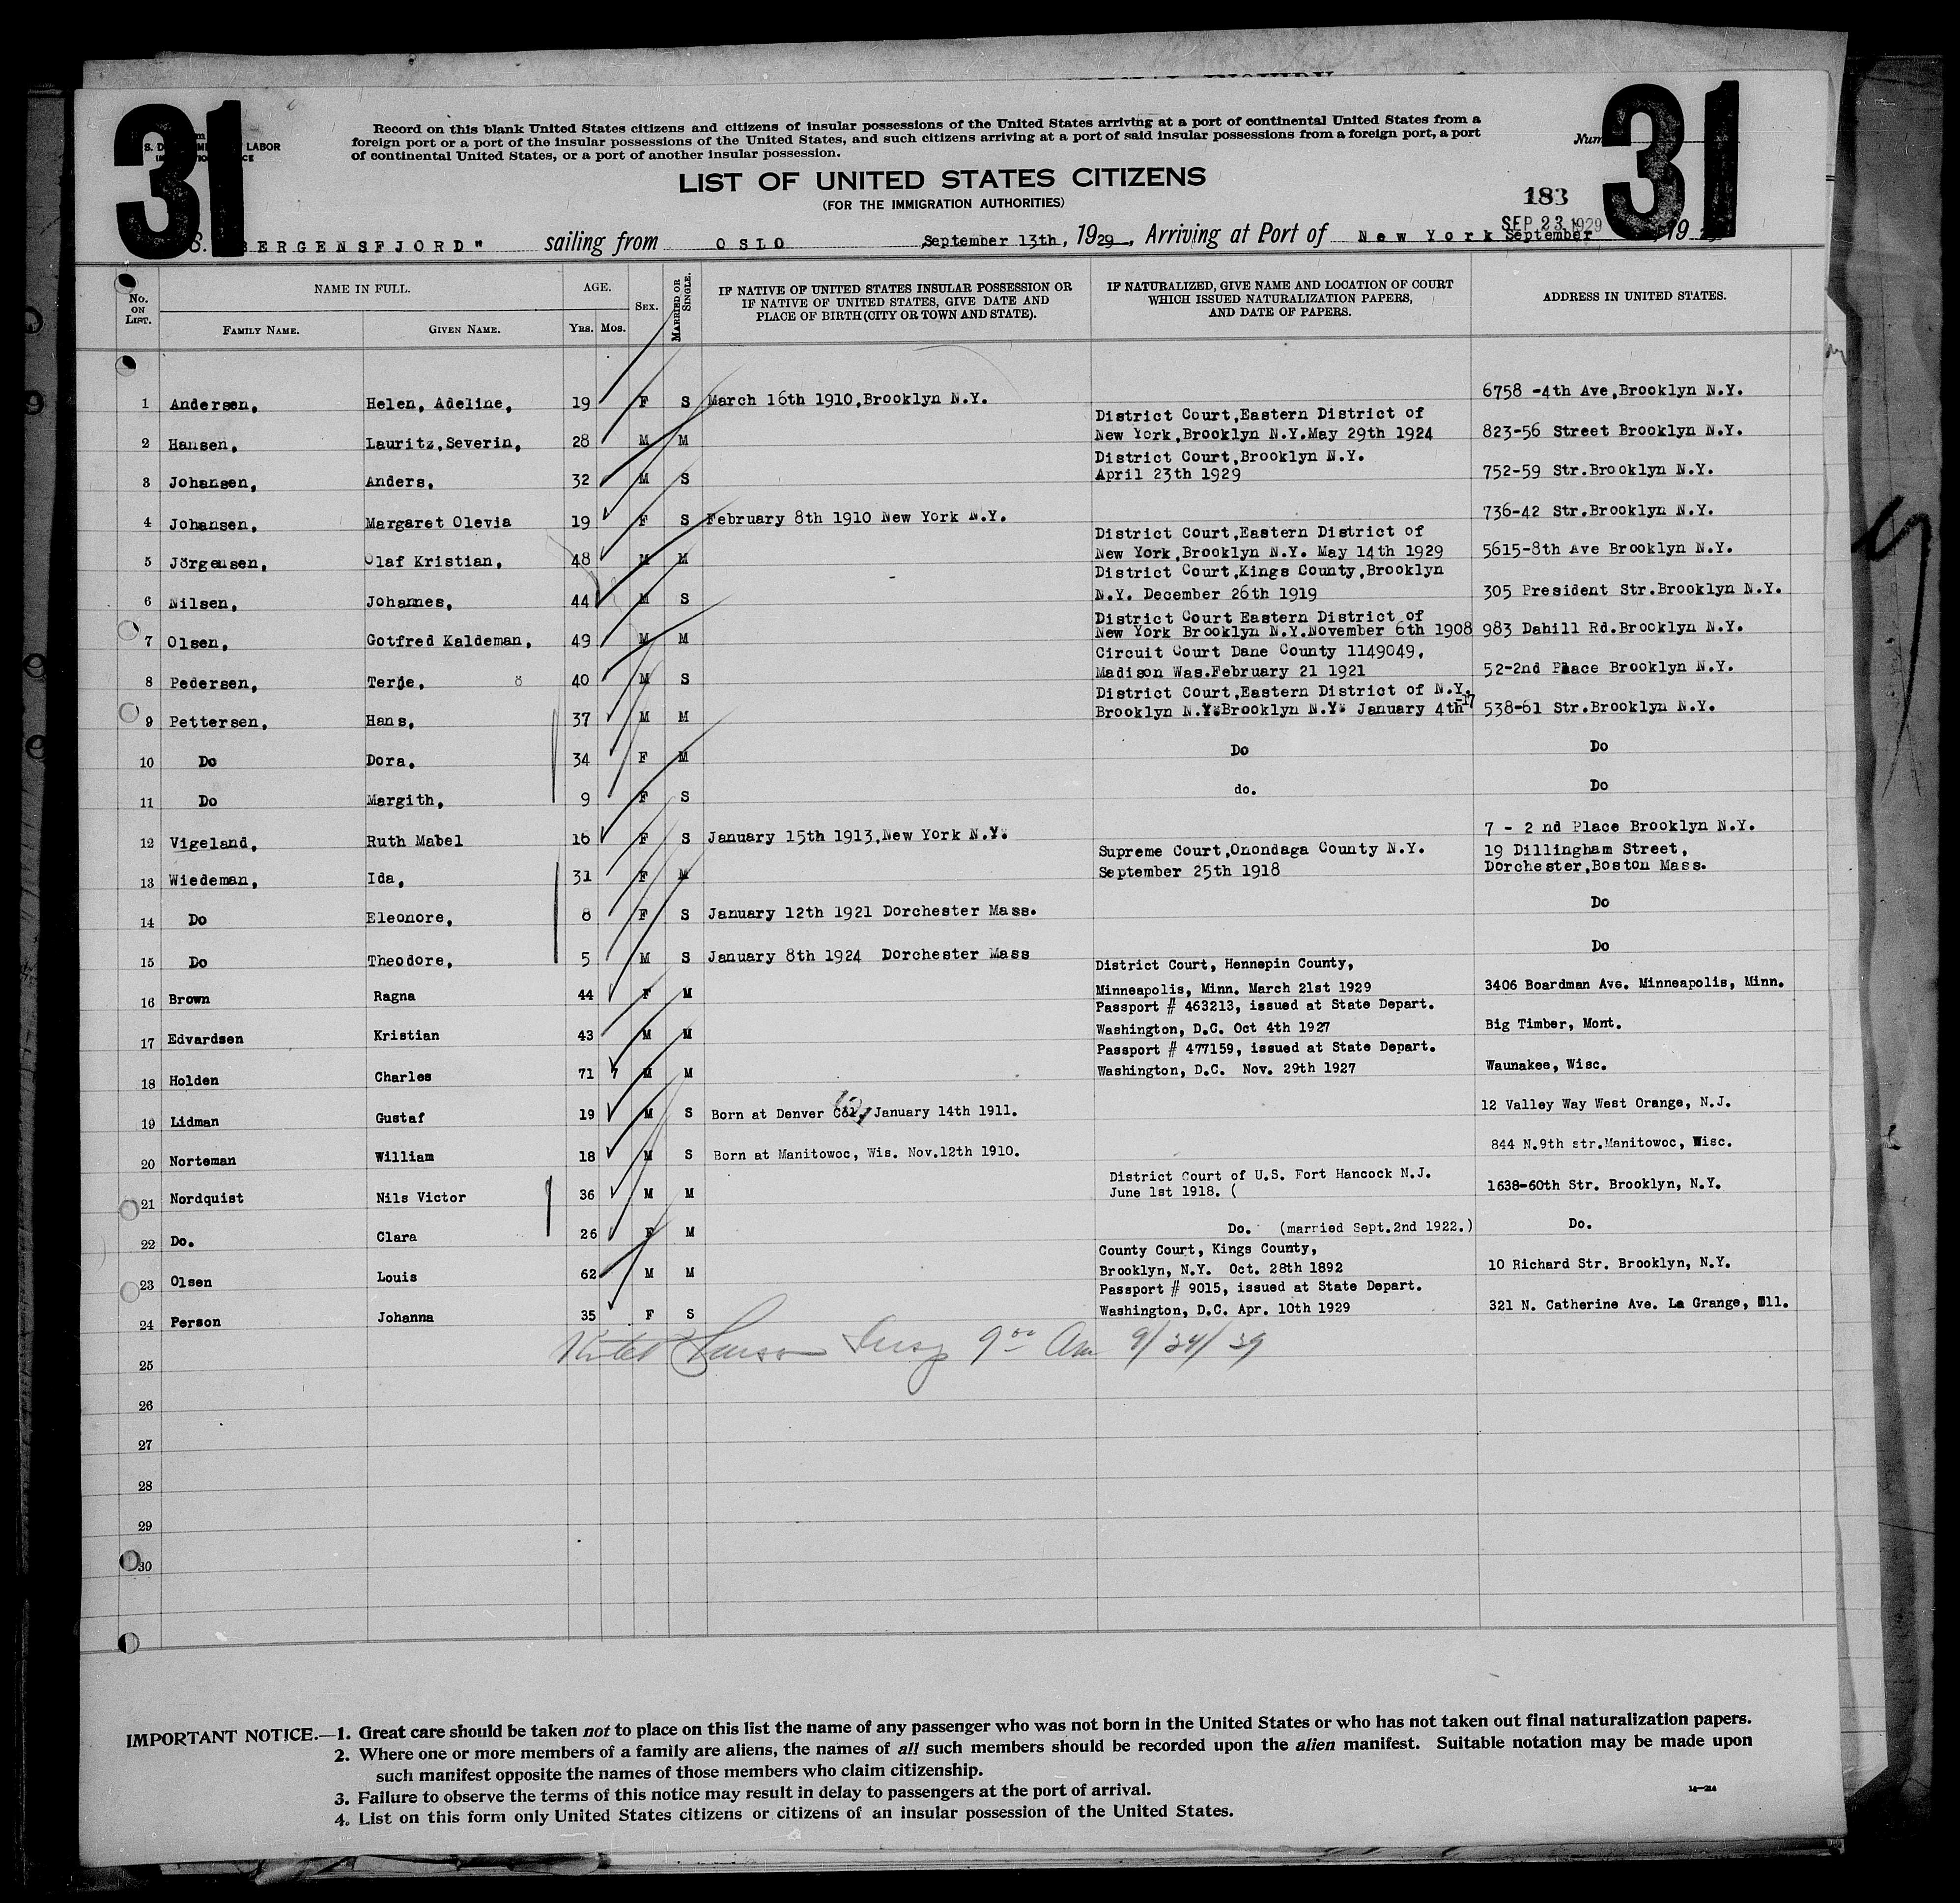 31
31
LABOR
Record on this blank United States citizens and citizens of insular possessions of the United States arriving at a port of continental United States from a
foreign port or a port of the insular possessions of the United States, and such citizens arriving at a port of said insular possessions from a foreign port, a port
of continental United States, or a port of another insular possession.
LIST OF UNITED STATES CITIZENS
(FOR THE IMMIGRATION AUTHORITIES)
183
SEP 23 1929
S. BERGENSFJORD" sailing from OSLO, September 13th, 1929, Arriving at Port of New York September, 19
No. ON LIST. NAME IN FULL. AGE. SEX. MARRIED OR SINGLE. IF NATIVE OF UNITED STATES INSULAR POSSESSION OR IF NATIVE OF UNITED STATES, GIVE DATE AND PLACE OF BIRTH (CITY OR TOWN AND STATE). IF NATURALIZED, GIVE NAME AND LOCATION OF COURT WHICH ISSUED NATURALIZATION PAPERS, AND DATE OF PAPERS. ADDRESS IN UNITED STATES.
FAMILY NAME. GIVEN NAME. YRS. MOS.
1 Andersen, Helen, Adeline, 19 F S March 16th 1910, Brooklyn N.Y. 6758 -4th Ave, Brooklyn N.Y.
District Court, Eastern District of
2 Hansen, Lauritz, Severin, 28 M M New York, Brooklyn N.Y. May 29th 1924 823-56 Street Brooklyn N.Y.
District Court, Brooklyn N.Y.
3 Johansen, Anders, 32 M S April 23th 1929 752-59 Str. Brooklyn N.Y.
4 Johansen, Margaret Olevia 19 F S February 8th 1910 New York N.Y. 736-42 Str. Brooklyn N.Y.
District Court, Eastern District of
5 Jörgensen, Olaf Kristian, 48 M M New York, Brooklyn N.Y. May 14th 1929 5615-8th Ave Brooklyn N.Y.
District Court, Kings County, Brooklyn
6 Nilsen, Johannes, 44 M S N.Y. December 26th 1919 305 President Str. Brooklyn N.Y.
District Court Eastern District of
7 Olsen, Gotfred Kaldeman, 49 M M New York Brooklyn N.Y. November 6th 1908 983 Dahill Rd. Brooklyn N.Y.
Circuit Court Dane County 1149049,
8 Pedersen, Terje, 8 40 M S Madison Was. February 21 1921 52-2nd Place Brooklyn N.Y.
District Court, Eastern District of N.Y.
9 Pettersen, Hans, 37 M M Brooklyn N.Y. Brooklyn N.Y. January 4th -17 538-61 Str. Brooklyn N.Y.
10 Do Dora, 34 F M Do Do
11 Do Margith, 9 F S do. Do
12 Vigeland, Ruth Mabel 16 F S January 15th 1913, New York N.Y. 7 - 2 nd Place Brooklyn N.Y.
Supreme Court, Onondaga County N.Y. 19 Dillingham Street,
13 Wiedeman, Ida, 31 F M September 25th 1918 Dorchester, Boston Mass.
14 Do Eleonore, 8 F S January 12th 1921 Dorchester Mass. Do
15 Do Theodore, 5 M S January 8th 1924 Dorchester Mass Do
District Court, Hennepin County,
16 Brown Ragna 44 F M Minneapolis, Minn. March 21st 1929 3406 Boardman Ave. Minneapolis, Minn.
Passport # 463213, issued at State Depart.
17 Edvardsen Kristian 43 M M Washington, D.C. Oct 4th 1927 Big Timber, Mont.
Passport # 477159, issued at State Depart.
18 Holden Charles 71 M M Washington, D.C. Nov. 29th 1927 Waunakee, Wisc.
19 Lidman Gustaf 19 M S Born at Denver Col. January 14th 1911. 12 Valley Way West Orange, N.J.
20 Norteman William 18 M S Born at Manitowoc, Wis. Nov. 12th 1910. 844 N. 9th str. Manitowoc, Wisc.
District Court of U.S. Fort Hancock N.J.
21 Nordquist Nils Victor 36 M M June 1st 1918. ( 1638-60th Str. Brooklyn, N.Y.
22 Do. Clara 26 F M Do. (married Sept. 2nd 1922.) Do.
County Court, Kings County,
23 Olsen Louis 62 M M Brooklyn, N.Y. Oct. 28th 1892 10 Richard Str. Brooklyn, N.Y.
Passport # 9015, issued at State Depart.
24 Person Johanna 35 F S Washington, D.C. Apr. 10th 1929 321 N. Catherine Ave. La Grange, Ill.
25
26
27
28
29
30
IMPORTANT NOTICE.—1. Great care should be taken not to place on this list the name of any passenger who was not born in the United States or who has not taken out final naturalization papers.
2. Where one or more members of a family are aliens, the names of all such members should be recorded upon the alien manifest. Suitable notation may be made upon
such manifest opposite the names of those members who claim citizenship.
3. Failure to observe the terms of this notice may result in delay to passengers at the port of arrival.
4. List on this form only United States citizens or citizens of an insular possession of the United States.
14—214